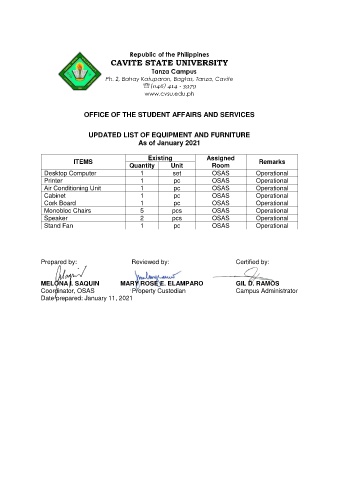 Republic of the Philippines
CAVITE STATE UNIVERSITY
Tanza Campus
Ph. 2, Bahay Katuparan, Bagtas, Tanza, Cavite
☏ (046) 414 - 3979
www.cvsu.edu.ph
OFFICE OF THE STUDENT AFFAIRS AND SERVICES
UPDATED LIST OF EQUIPMENT AND FURNITURE
As of January 2021
ITEMS Existing Assigned Room Remarks
Quantity Unit
Desktop Computer 1 set OSAS Operational
Printer 1 pc OSAS Operational
Air Conditioning Unit 1 pc OSAS Operational
Cabinet 1 pc OSAS Operational
Cork Board 1 pc OSAS Operational
Monobloc Chairs 5 pcs OSAS Operational
Speaker 2 pcs OSAS Operational
Stand Fan 1 pc OSAS Operational
Prepared by: Reviewed by: Certified by:
MELONA I. SAQUIN MARY ROSE E. ELAMPARO GIL D. RAMOS
Coordinator, OSAS Property Custodian Campus Administrator
Date prepared: January 11, 2021